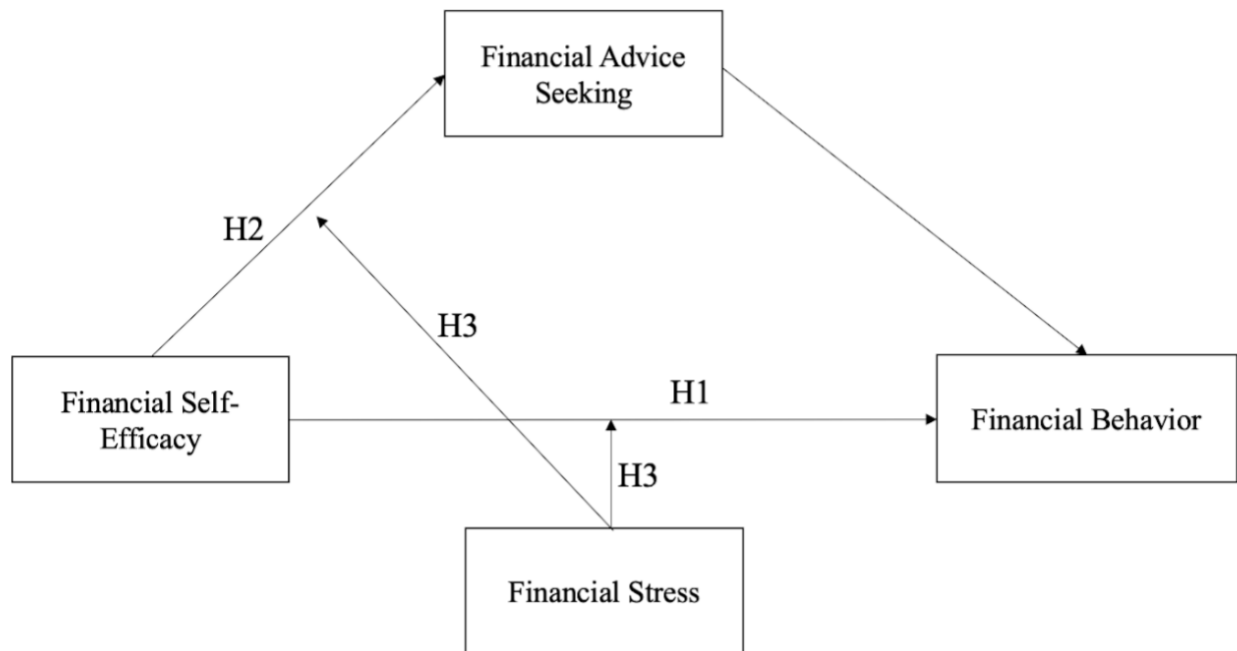 Financial Advice
Seeking
H2
H3
Financial Self-
Efficacy
H1
Financial Behavior
H3
Financial Stress